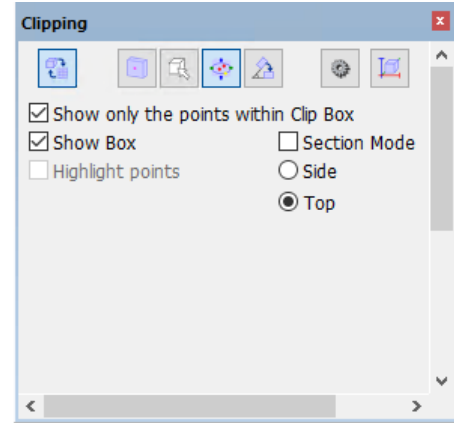 Clipping
Show only the points within Clip Box
Show Box
Section Mode
Highlight points
Side
Top